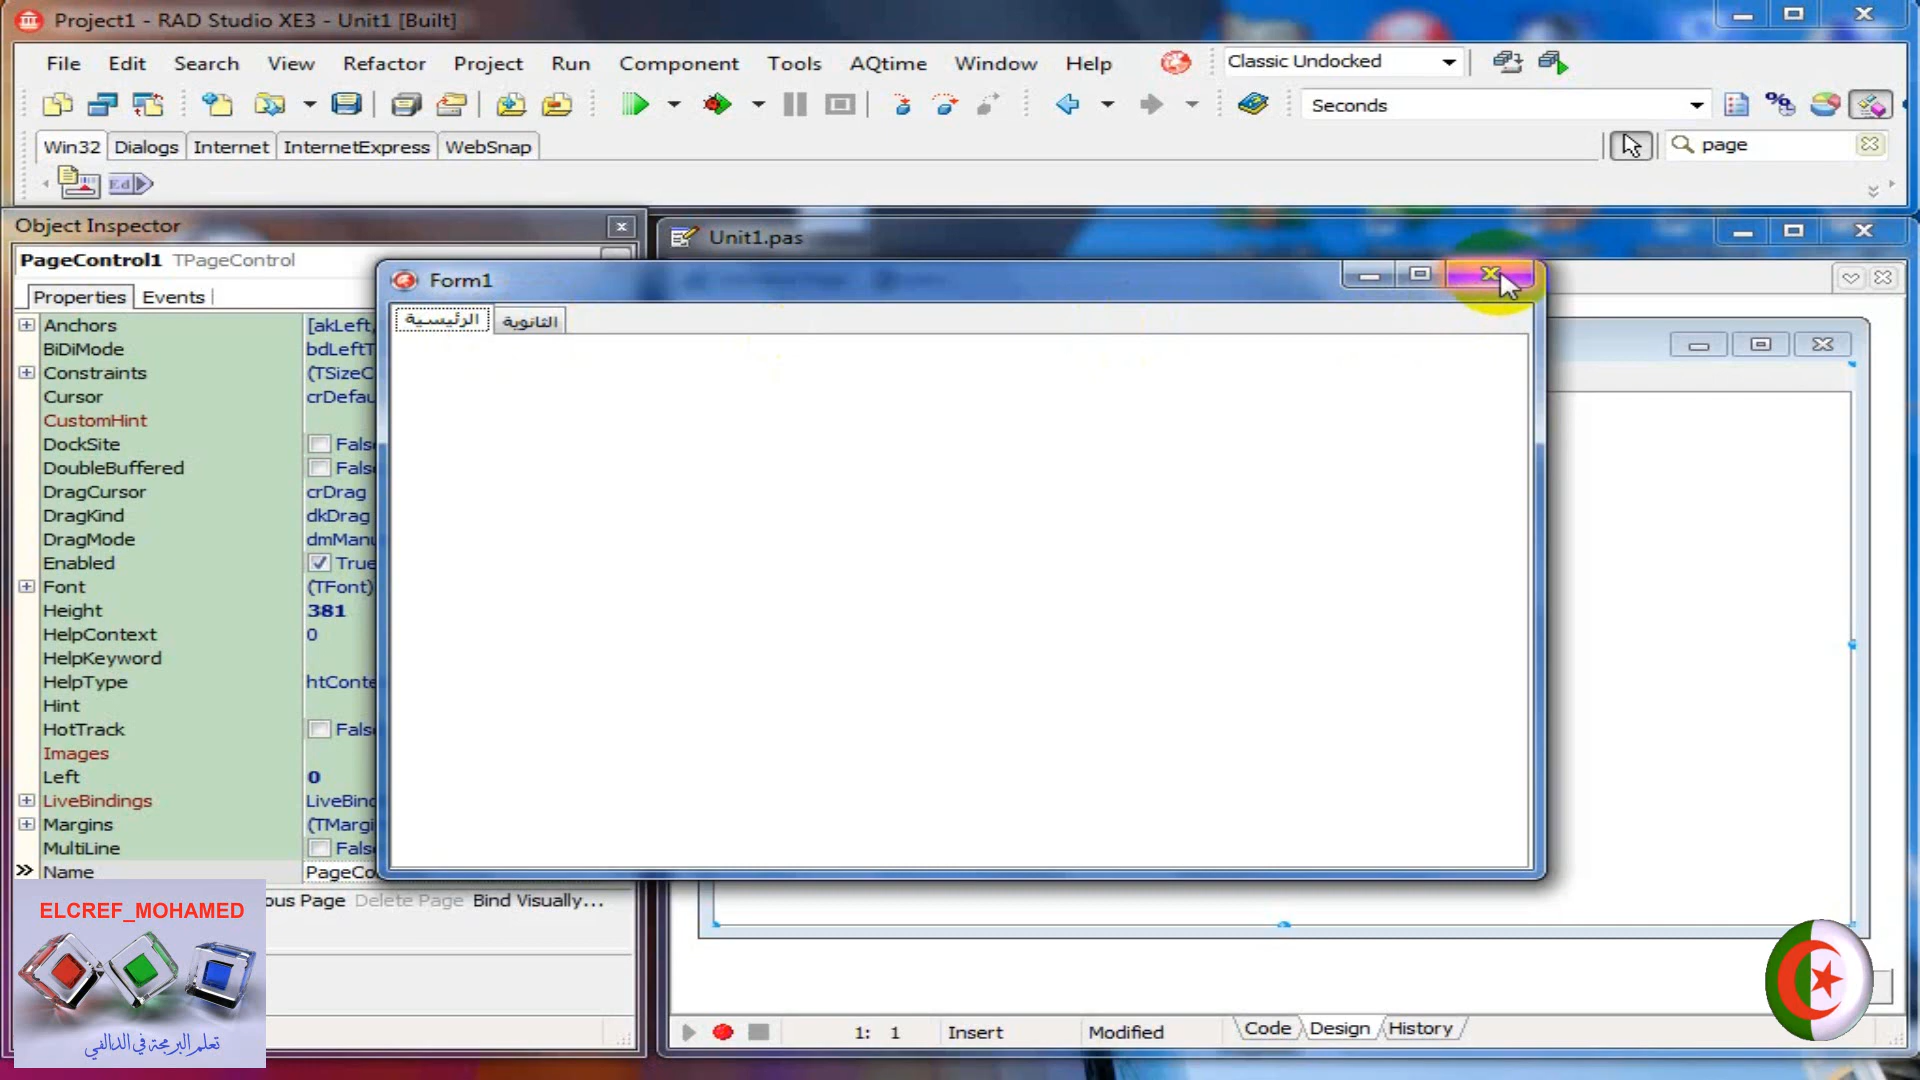 Project1 - RAD Studio XE3 - Unit1 [Built]
File Edit Search View Refactor Project Run Component Tools AQtime Window Help
Classic Undocked
Seconds
Win32 Dialogs Internet InternetExpress WebSnap
page
Ed
Object Inspector
PageControl1 TPageControl
Properties Events
Unit1.pas
Form1
الرئيسية
الثانوية
Anchors [akLeft,
BiDiMode bdLeftT
Constraints (TSizeC
Cursor crDefau
CustomHint
DockSite False
DoubleBuffered False
DragCursor crDrag
DragKind dkDrag
DragMode dmManu
Enabled True
Font (TFont)
Height 381
HelpContext 0
HelpKeyword
HelpType htConte
Hint
HotTrack False
Images
Left 0
LiveBindings LiveBind
Margins (TMargi
MultiLine False
Name PageCo
ous Page Delete Page Bind Visually...
ELCREF_MOHAMED
تعلم البرمجة في الدالفي
1: 1 Insert Modified
Code Design History